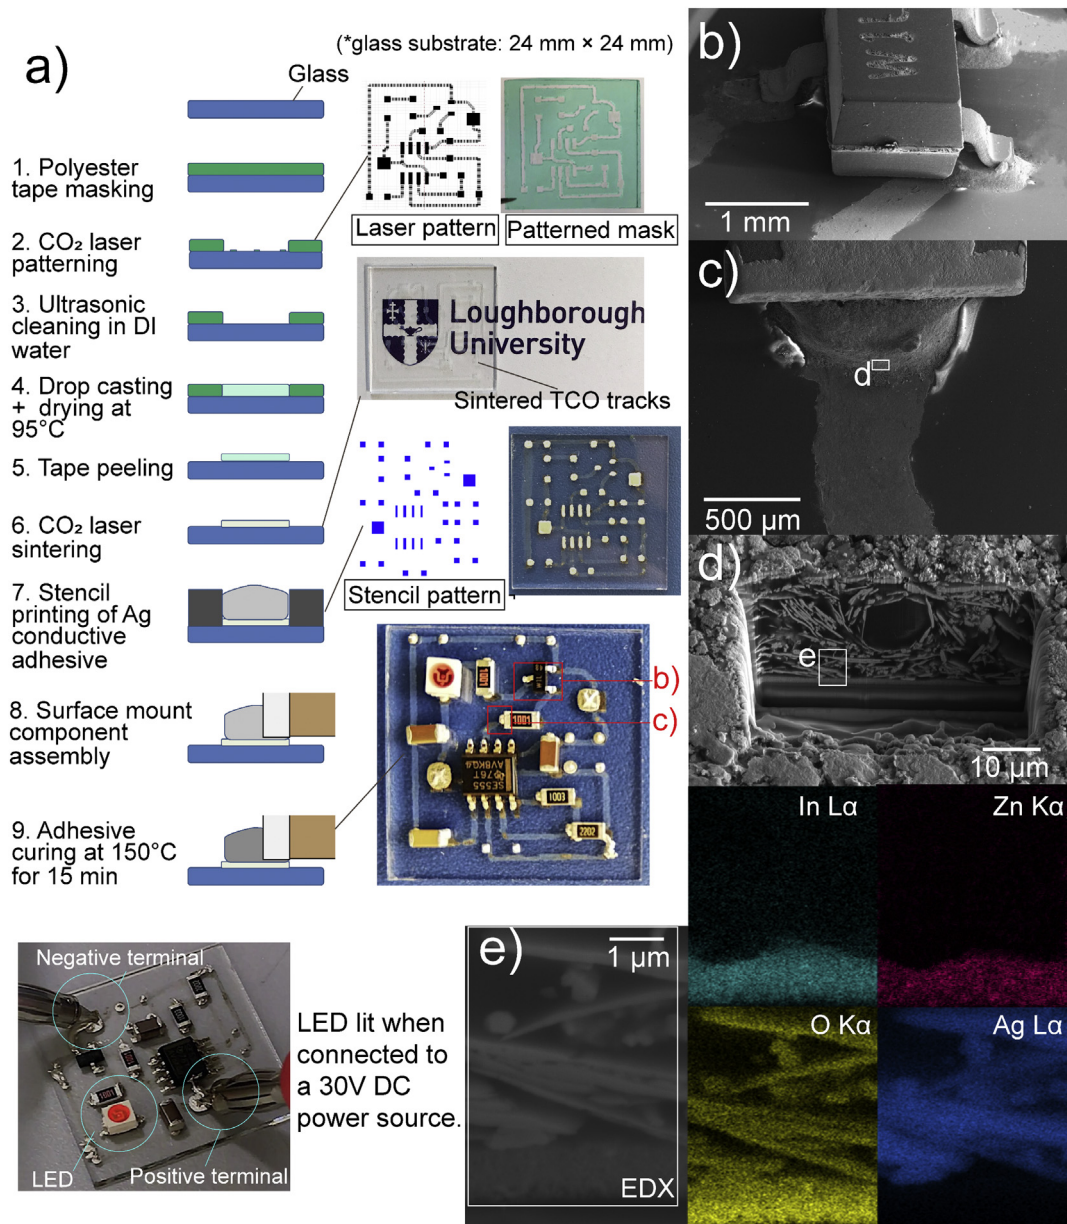 a)
(*glass substrate: 24 mm × 24 mm)
Glass
1. Polyester
tape masking
2. CO₂ laser
patterning
3. Ultrasonic
cleaning in DI
water
4. Drop casting
+ drying at
95°C
5. Tape peeling
6. CO₂ laser
sintering
7. Stencil
printing of Ag
conductive
adhesive
8. Surface mount
component
assembly
9. Adhesive
curing at 150°C
for 15 min
Laser pattern
Patterned mask
Loughborough
University
Sintered TCO tracks
Stencil pattern
1001
b)
1001
c)
SE555
76T
AV8KG4
1003
2202
Negative terminal
1001
LED
Positive terminal
LED lit when
connected to
a 30V DC
power source.
b)
1 mm
c)
d
500 µm
d)
e
10 µm
In Lα
Zn Kα
O Kα
Ag Lα
e)
1 µm
EDX